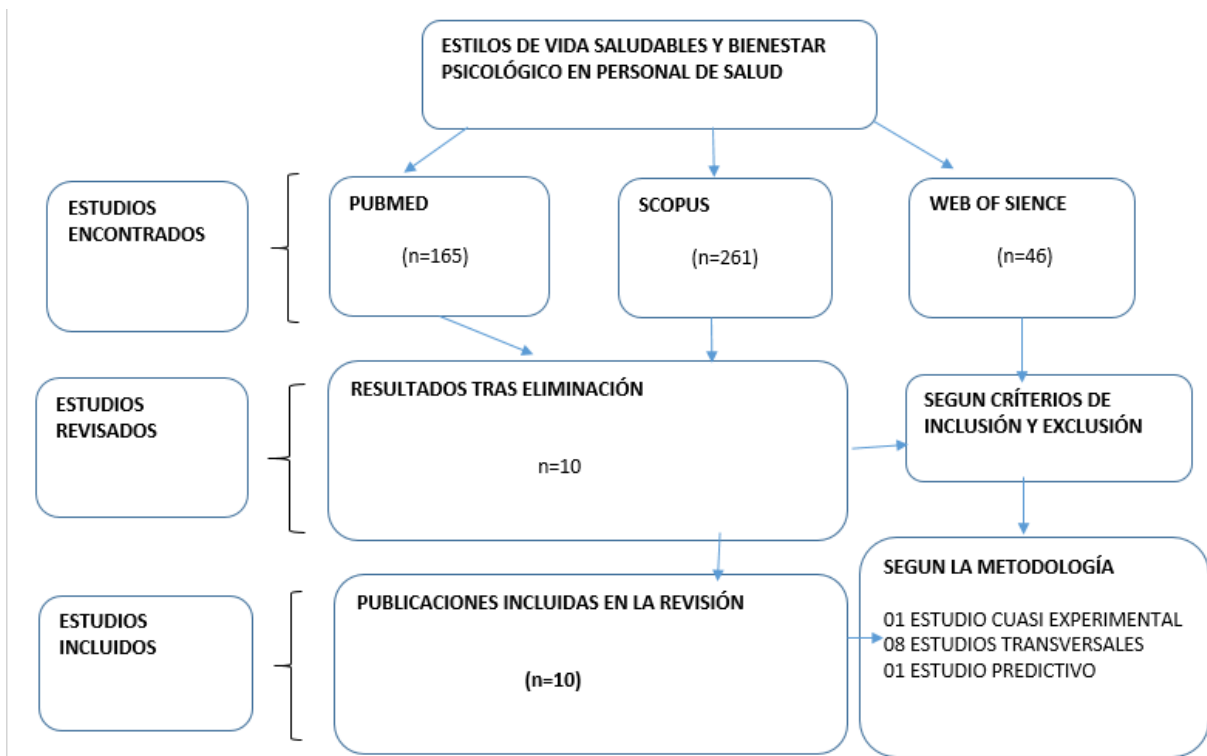 ESTILOS DE VIDA SALUDABLES Y BIENESTAR
PSICOLÓGICO EN PERSONAL DE SALUD
ESTUDIOS
ENCONTRADOS
PUBMED
(n=165)
SCOPUS
(n=261)
WEB OF SIENCE
(n=46)
ESTUDIOS
REVISADOS
RESULTADOS TRAS ELIMINACIÓN
n=10
SEGUN CRÍTERIOS DE
INCLUSIÓN Y EXCLUSIÓN
ESTUDIOS
INCLUIDOS
PUBLICACIONES INCLUIDAS EN LA REVISIÓN
(n=10)
SEGUN LA METODOLOGÍA
01 ESTUDIO CUASI EXPERIMENTAL
08 ESTUDIOS TRANSVERSALES
01 ESTUDIO PREDICTIVO